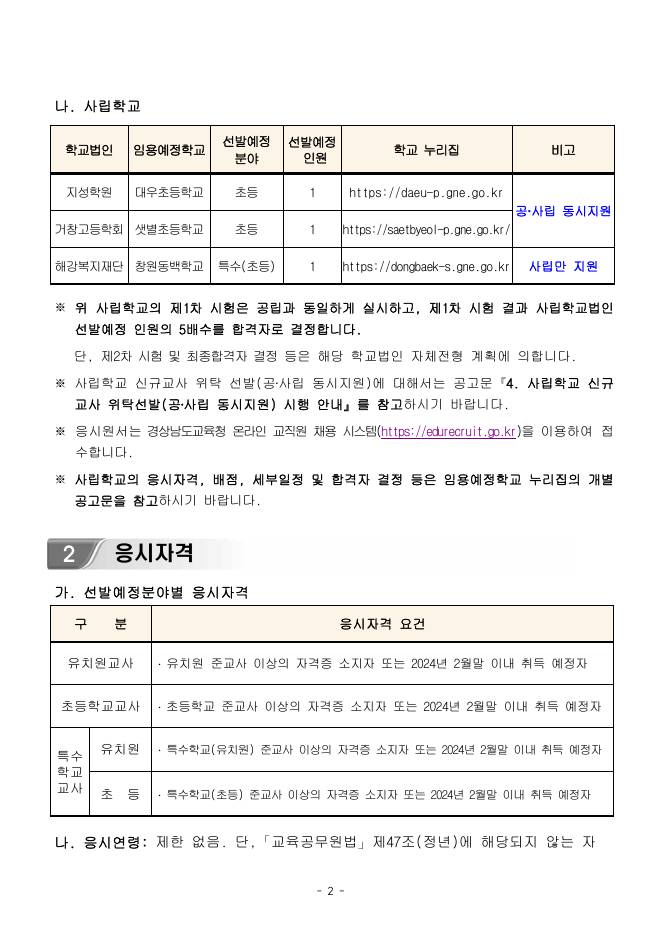 나. 사립학교
학교법인 임용예정학교 선발예정 분야 선발예정 인원 학교 누리집 비고
지성학원 대우초등학교 초등 1 https://daeu-p.gne.go.kr 공·사립 동시지원
거창고등학회 샛별초등학교 초등 1 https://saetbyeol-p.gne.go.kr/
해강복지재단 창원동백학교 특수(초등) 1 https://dongbaek-s.gne.go.kr 사립만 지원
※ 위 사립학교의 제1차 시험은 공립과 동일하게 실시하고, 제1차 시험 결과 사립학교법인
선발예정 인원의 5배수를 합격자로 결정합니다.
단, 제2차 시험 및 최종합격자 결정 등은 해당 학교법인 자체전형 계획에 의합니다.
※ 사립학교 신규교사 위탁 선발(공·사립 동시지원)에 대해서는 공고문『4. 사립학교 신규
교사 위탁선발(공·사립 동시지원) 시행 안내』를 참고하시기 바랍니다.
※ 응시원서는 경상남도교육청 온라인 교직원 채용 시스템(https://edurecruit.go.kr)을 이용하여 접
수합니다.
※ 사립학교의 응시자격, 배점, 세부일정 및 합격자 결정 등은 임용예정학교 누리집의 개별
공고문을 참고하시기 바랍니다.
2 응시자격
가. 선발예정분야별 응시자격
구 분 응시자격 요건
유치원교사 · 유치원 준교사 이상의 자격증 소지자 또는 2024년 2월말 이내 취득 예정자
초등학교교사 · 초등학교 준교사 이상의 자격증 소지자 또는 2024년 2월말 이내 취득 예정자
특수
학교
교사
유치원 · 특수학교(유치원) 준교사 이상의 자격증 소지자 또는 2024년 2월말 이내 취득 예정자
초 등 · 특수학교(초등) 준교사 이상의 자격증 소지자 또는 2024년 2월말 이내 취득 예정자
나. 응시연령: 제한 없음. 단,「교육공무원법」제47조(정년)에 해당되지 않는 자
- 2 -